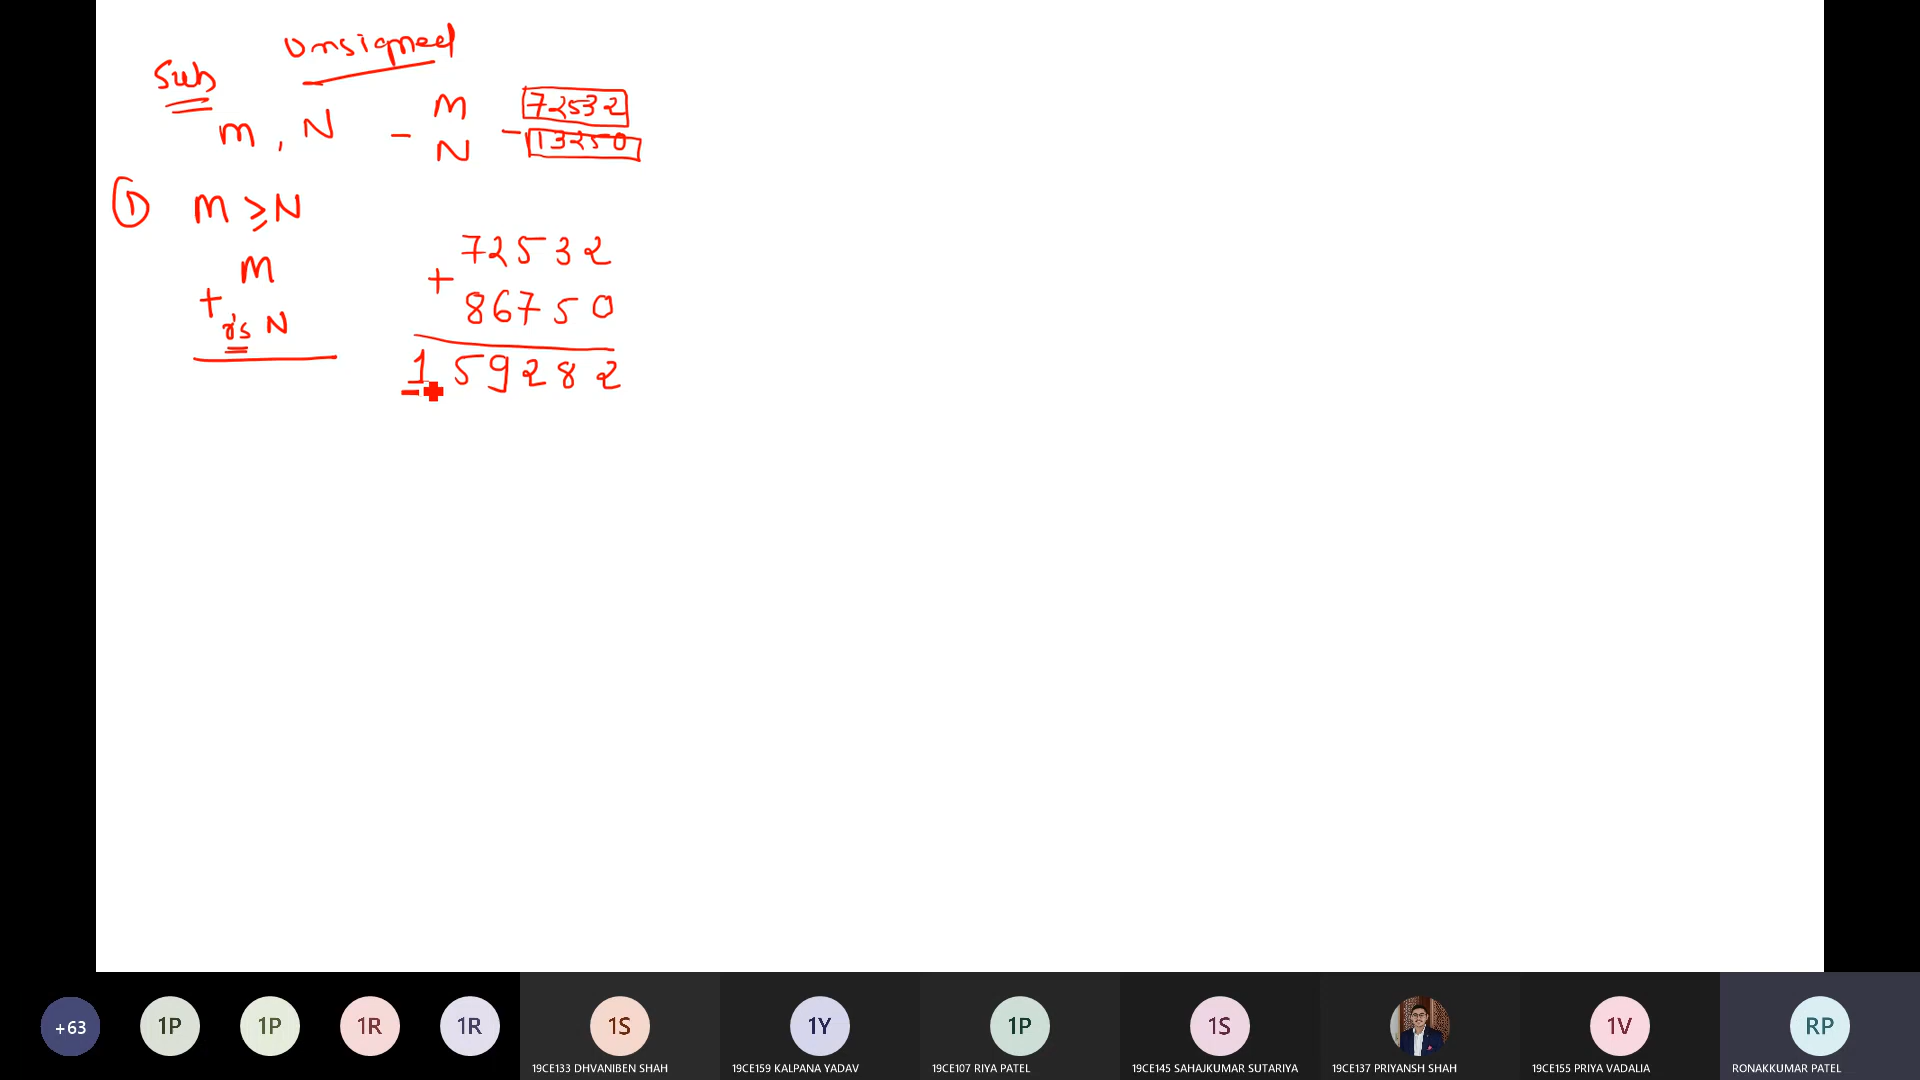 Unsigned
Sub
M, N - M 72532
N - 13250
① M ≥ N
M
+ r's N
72532
+ 86750
1 59282
+63 1P 1P 1R 1R 1S 1Y 1P 1S 1V RP
19CE133 DHVANIBEN SHAH 19CE159 KALPANA YADAV 19CE107 RIYA PATEL 19CE145 SAHAJKUMAR SUTARIYA 19CE137 PRIYANSH SHAH 19CE155 PRIYA VADALIA RONAKKUMAR PATEL